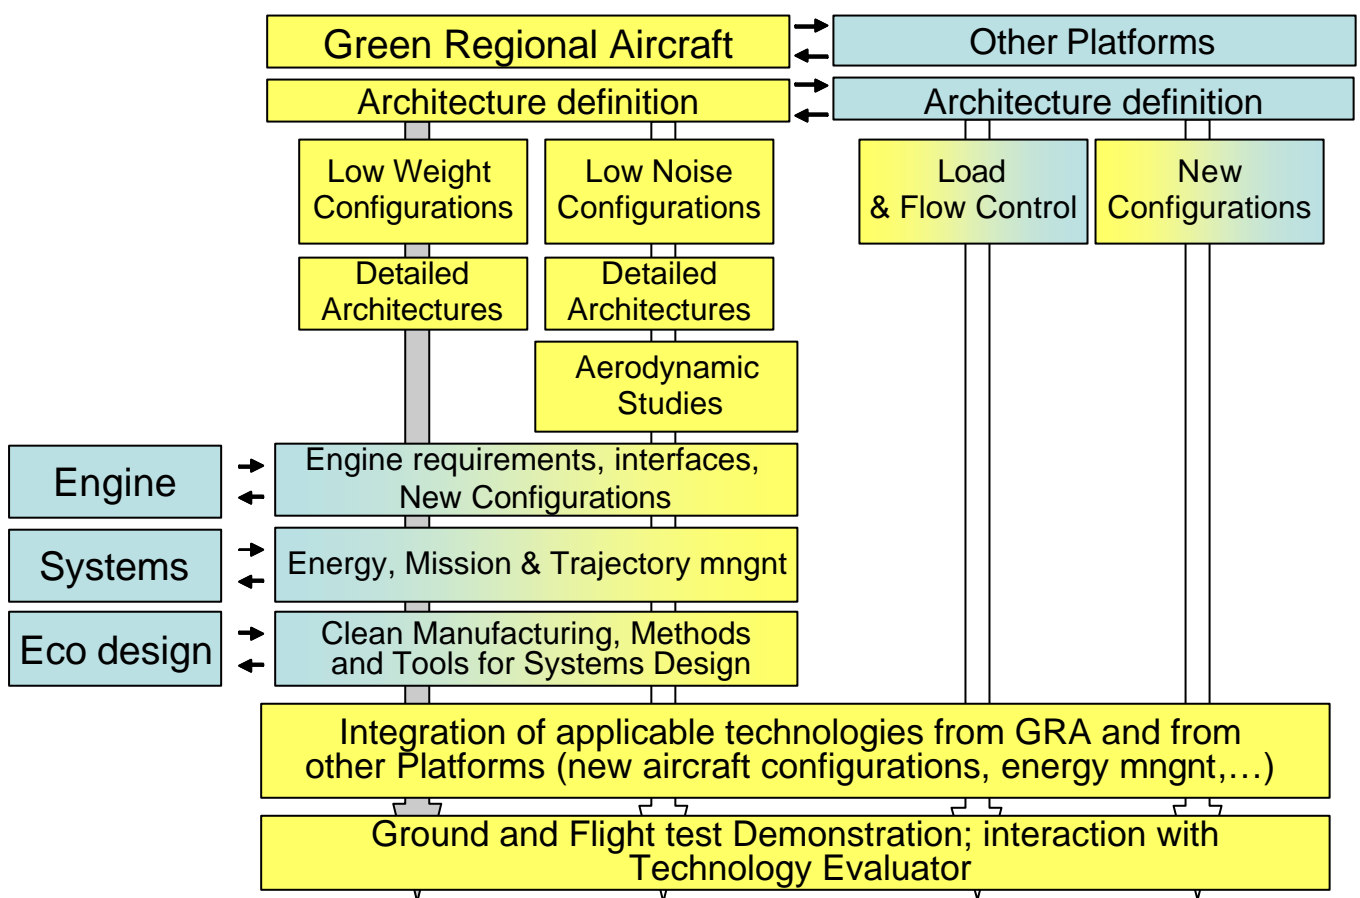 Green Regional Aircraft
Other Platforms
Architecture definition
Architecture definition
Low Weight
Configurations
Low Noise
Configurations
Load
& Flow Control
New
Configurations
Detailed
Architectures
Detailed
Architectures
Aerodynamic
Studies
Engine
Engine requirements, interfaces,
New Configurations
Systems
Energy, Mission & Trajectory mngnt
Eco design
Clean Manufacturing, Methods
and Tools for Systems Design
Integration of applicable technologies from GRA and from
other Platforms (new aircraft configurations, energy mngnt,…)
Ground and Flight test Demonstration; interaction with
Technology Evaluator